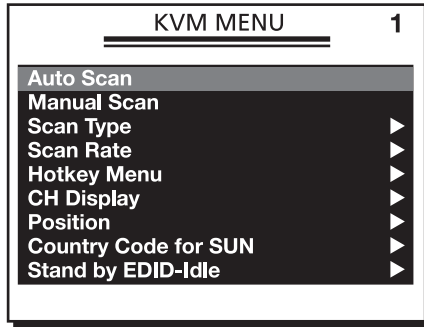 KVM MENU 1
Auto Scan
Manual Scan
Scan Type
Scan Rate
Hotkey Menu
CH Display
Position
Country Code for SUN
Stand by EDID-Idle